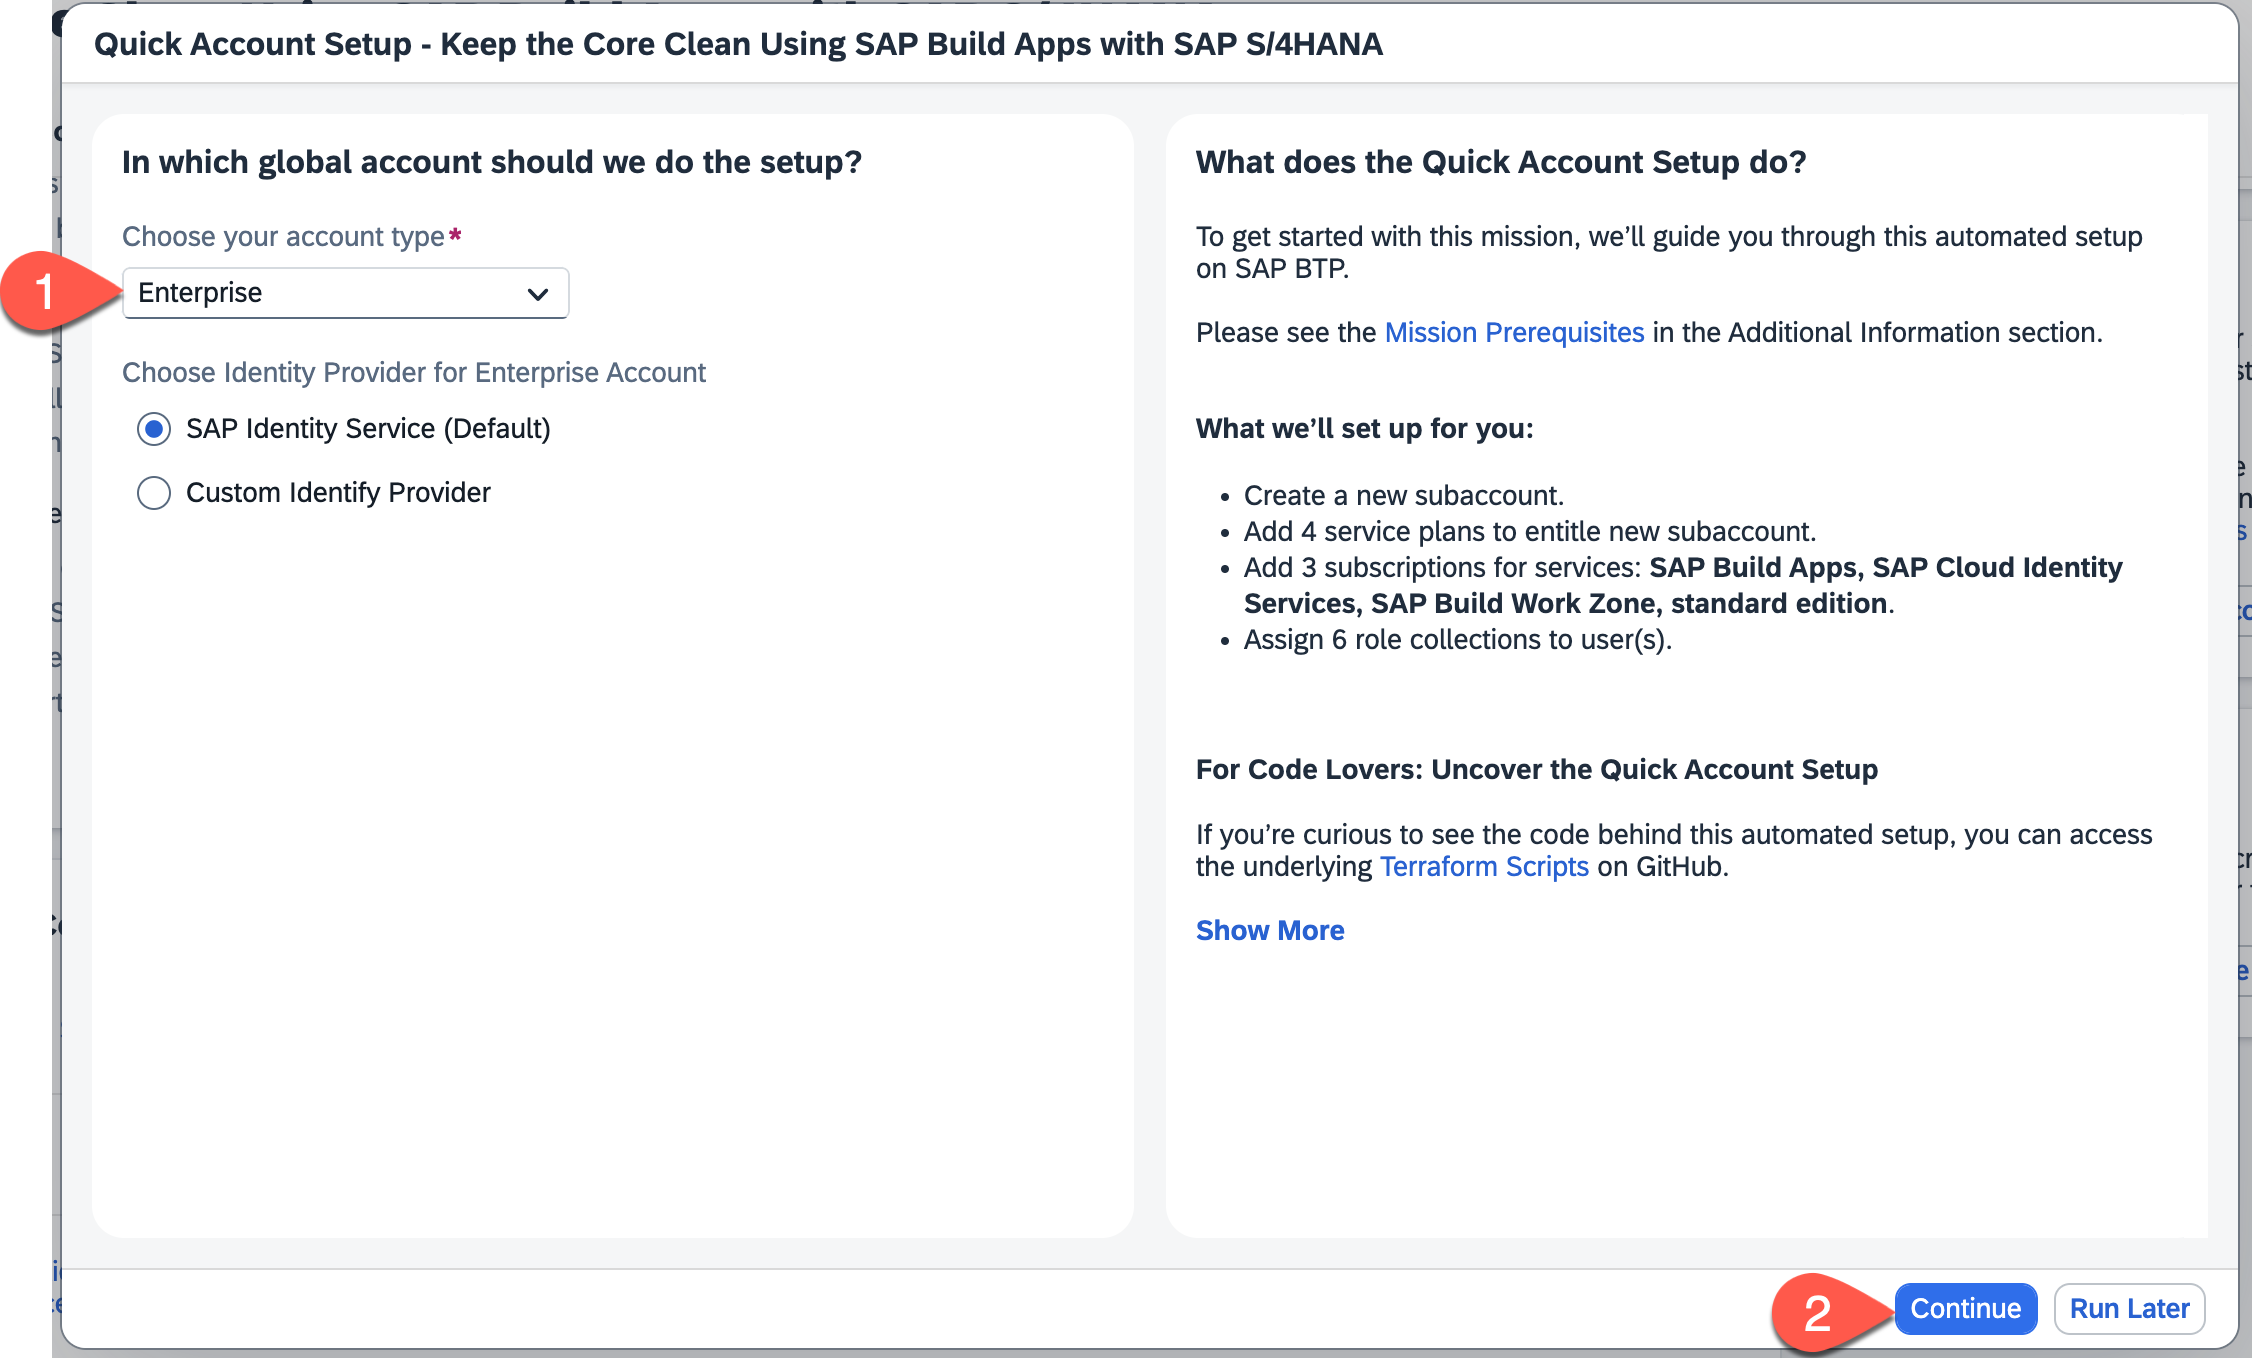 Quick Account Setup - Keep the Core Clean Using SAP Build Apps with SAP S/4HANA
In which global account should we do the setup?
Choose your account type*
1
Enterprise
Choose Identity Provider for Enterprise Account
SAP Identity Service (Default)
Custom Identify Provider
What does the Quick Account Setup do?
To get started with this mission, we'll guide you through this automated setup
on SAP BTP.
Please see the Mission Prerequisites in the Additional Information section.
What we'll set up for you:
• Create a new subaccount.
• Add 4 service plans to entitle new subaccount.
• Add 3 subscriptions for services: SAP Build Apps, SAP Cloud Identity
Services, SAP Build Work Zone, standard edition.
• Assign 6 role collections to user(s).
For Code Lovers: Uncover the Quick Account Setup
If you're curious to see the code behind this automated setup, you can access
the underlying Terraform Scripts on GitHub.
Show More
2
Continue
Run Later